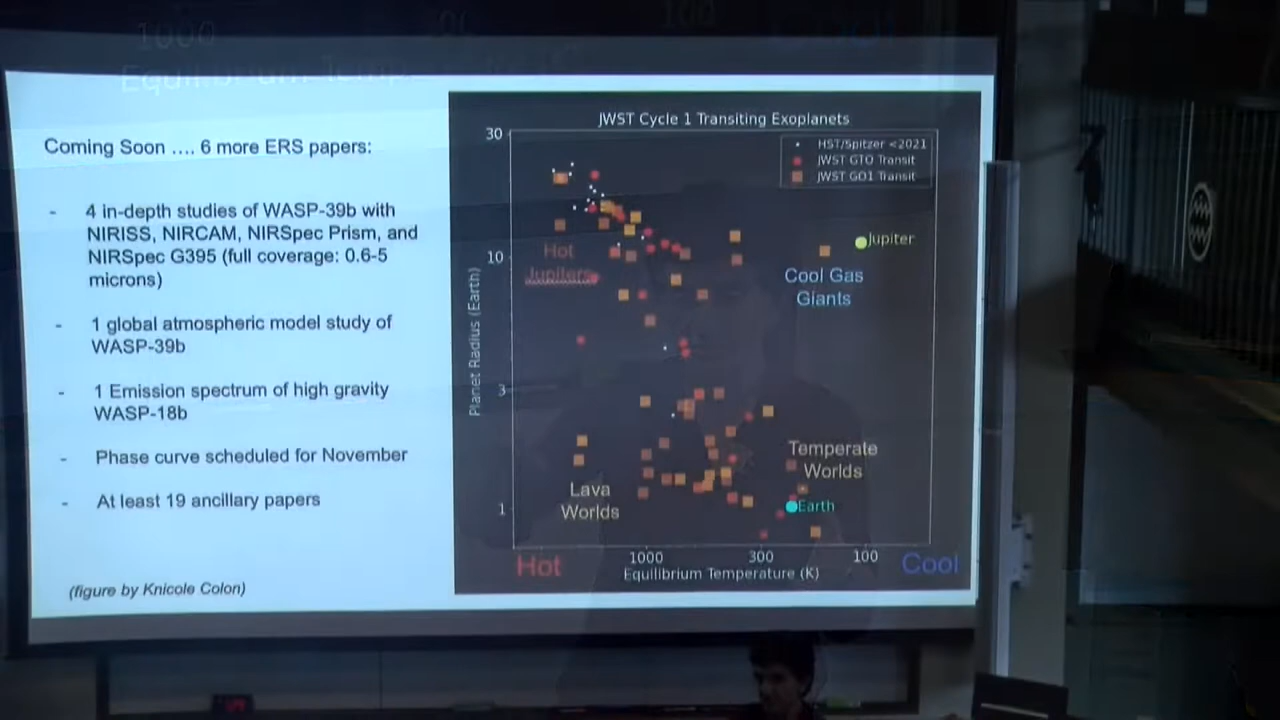 Coming Soon .... 6 more ERS papers:
- 4 in-depth studies of WASP-39b with
NIRISS, NIRCAM, NIRSpec Prism, and
NIRSpec G395 (full coverage: 0.6-5
microns)
- 1 global atmospheric model study of
WASP-39b
- 1 Emission spectrum of high gravity
WASP-18b
- Phase curve scheduled for November
- At least 19 ancillary papers
(figure by Knicole Colon)
JWST Cycle 1 Transiting Exoplanets
HST/Spitzer <2021
JWST GTO Transit
JWST GO1 Transit
30
10
3
1
Planet Radius (Earth)
Hot
Jupiters
Jupiter
Cool Gas
Giants
Temperate
Worlds
Lava
Worlds
Earth
1000
300
100
Hot
Equilibrium Temperature (K)
Cool
1000
100
Equilibrium Temp